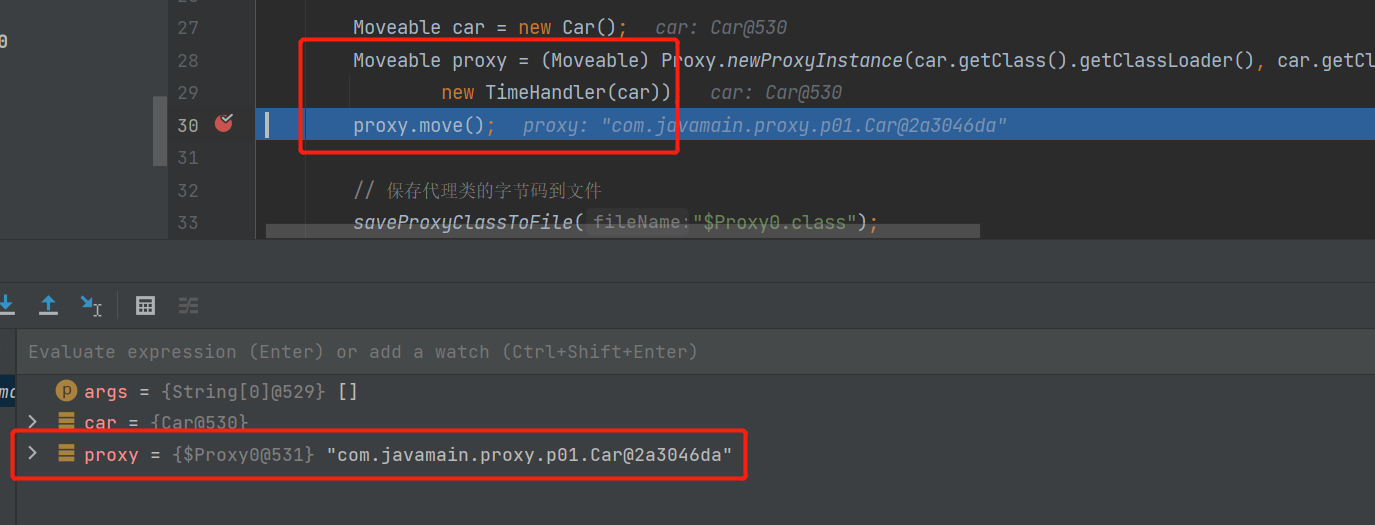 0
27 Moveable car = new Car(); car: Car@530
28 Moveable proxy = (Moveable) Proxy.newProxyInstance(car.getClass().getClassLoader(), car.getCl
29 new TimeHandler(car)) car: Car@530
30 proxy.move(); proxy: "com.javamain.proxy.p01.Car@2a3046da"
31
32 // 保存代理类的字节码到文件
33 saveProxyClassToFile( fileName: "$Proxy0.class");
Evaluate expression (Enter) or add a watch (Ctrl+Shift+Enter)
p args = {String[0]@529} []
car = {Car@530}
proxy = {$Proxy0@531} "com.javamain.proxy.p01.Car@2a3046da"